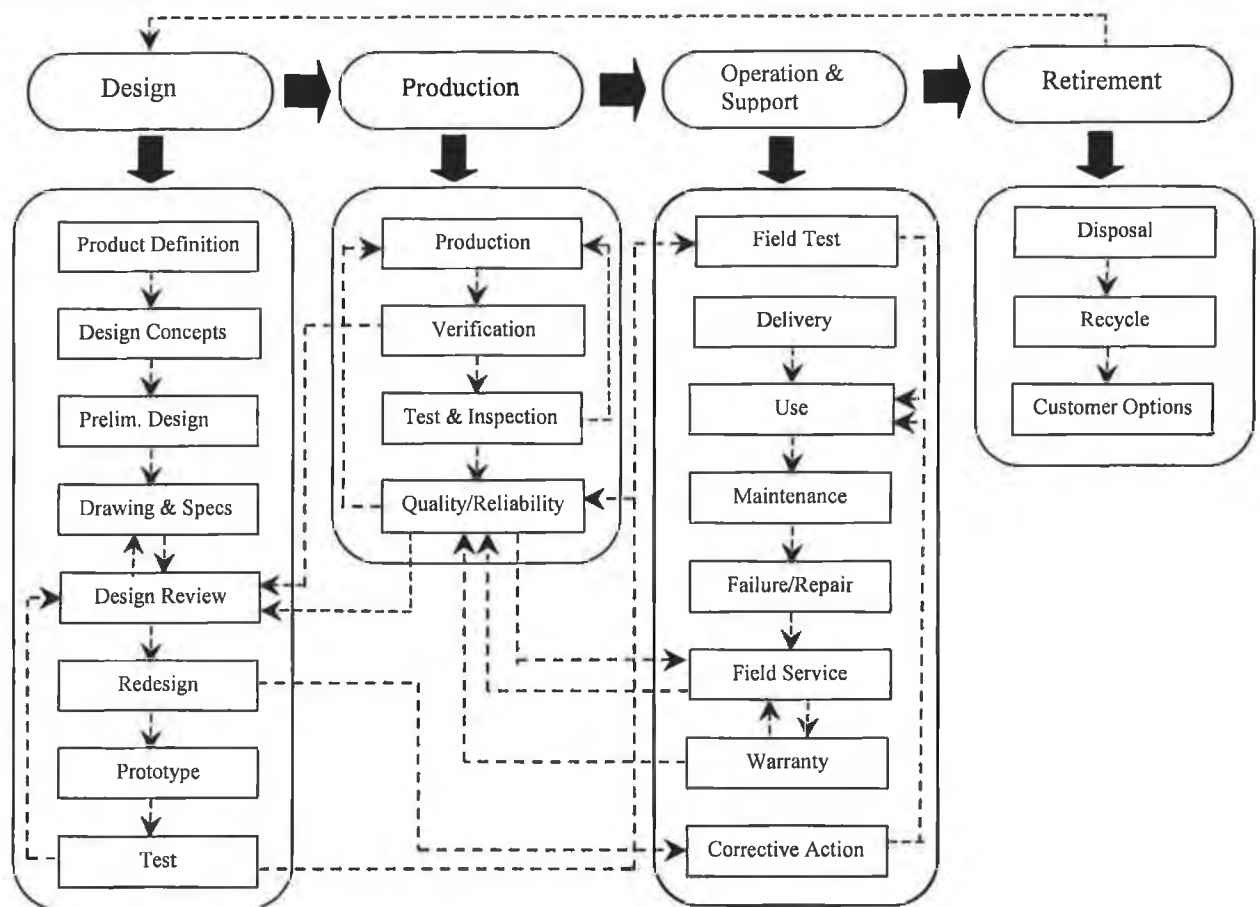 Design
Production
Operation &
Support
Retirement
Product Definition
Design Concepts
Prelim. Design
Drawing & Specs
Design Review
Redesign
Prototype
Test
Production
Verification
Test & Inspection
Quality/Reliability
Field Test
Delivery
Use
Maintenance
Failure/Repair
Field Service
Warranty
Corrective Action
Disposal
Recycle
Customer Options